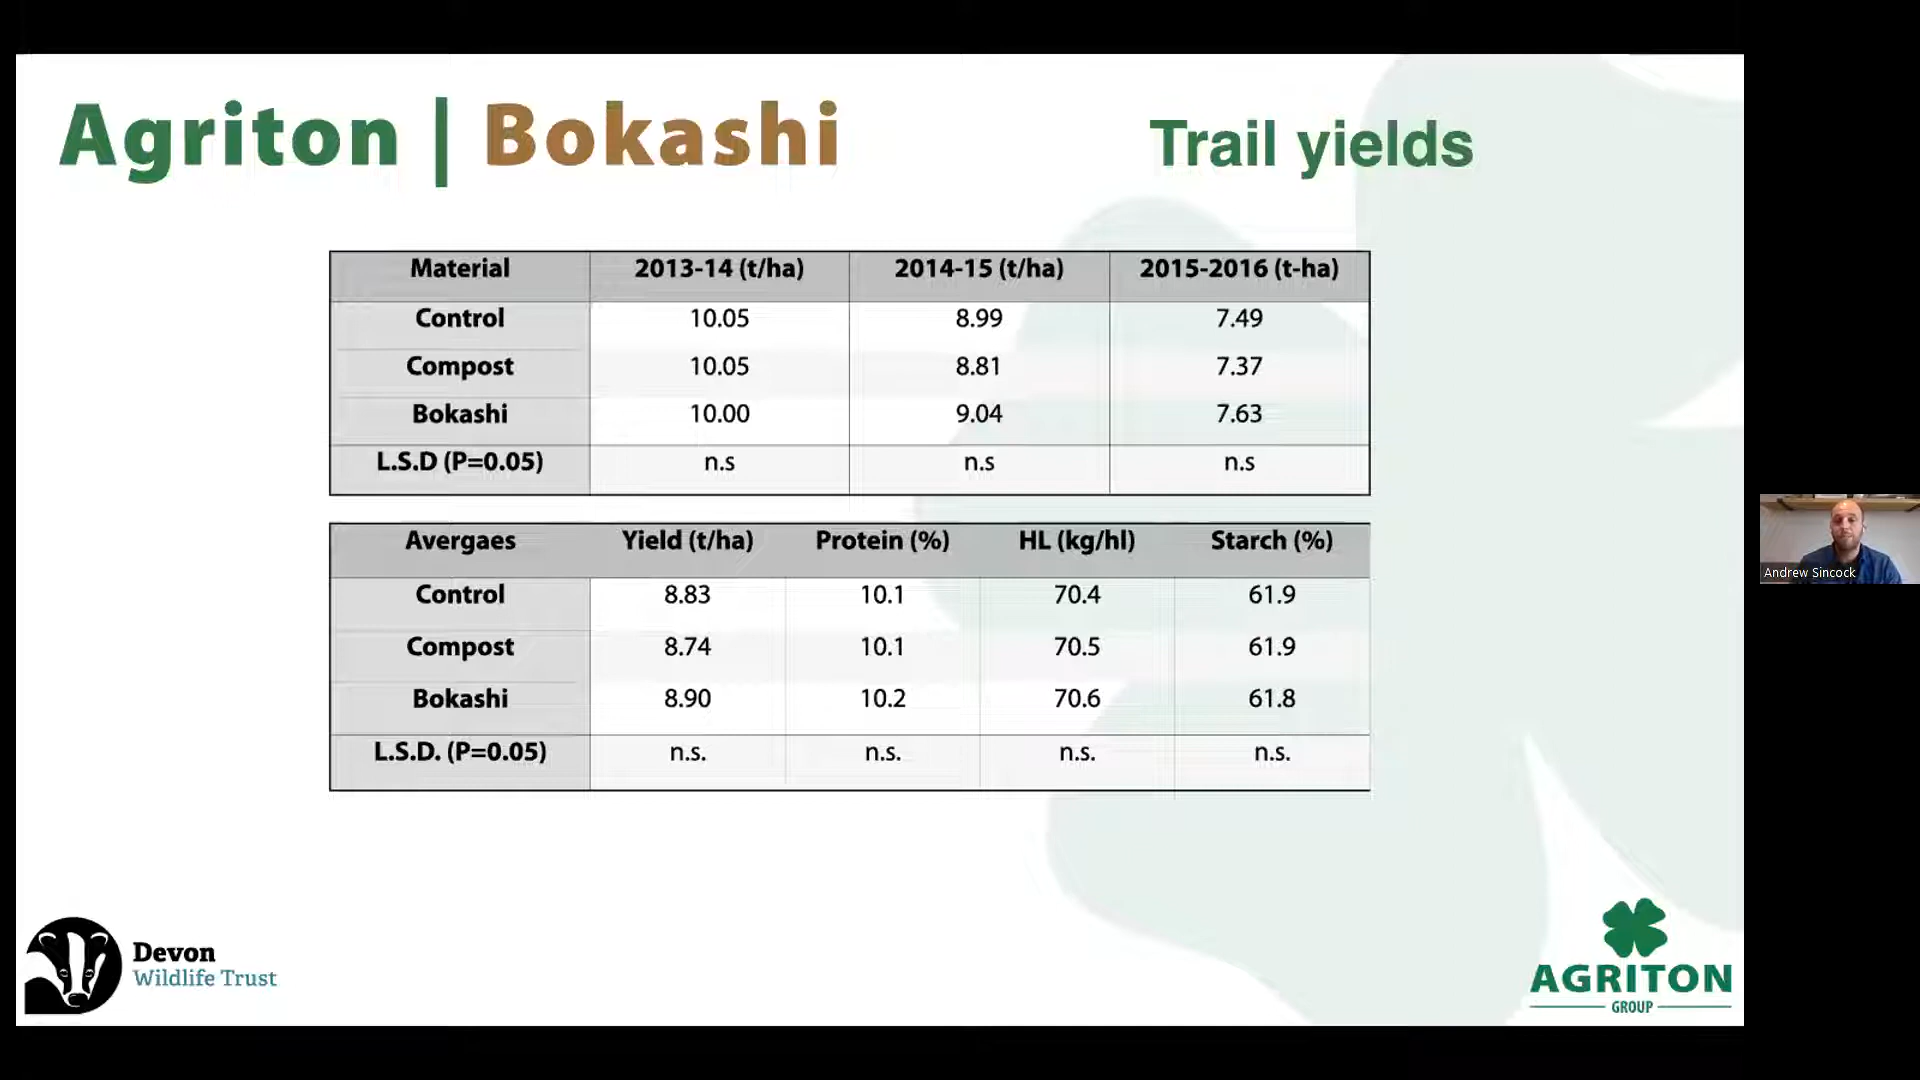 Agriton | Bokashi
Trail yields
Material 2013-14 (t/ha) 2014-15 (t/ha) 2015-2016 (t-ha)
Control 10.05 8.99 7.49
Compost 10.05 8.81 7.37
Bokashi 10.00 9.04 7.63
L.S.D (P=0.05) n.s n.s n.s
Avergaes Yield (t/ha) Protein (%) HL (kg/hl) Starch (%)
Control 8.83 10.1 70.4 61.9
Compost 8.74 10.1 70.5 61.9
Bokashi 8.90 10.2 70.6 61.8
L.S.D. (P=0.05) n.s. n.s. n.s. n.s.
Andrew Sincock
Devon
Wildlife Trust
AGRITON
GROUP